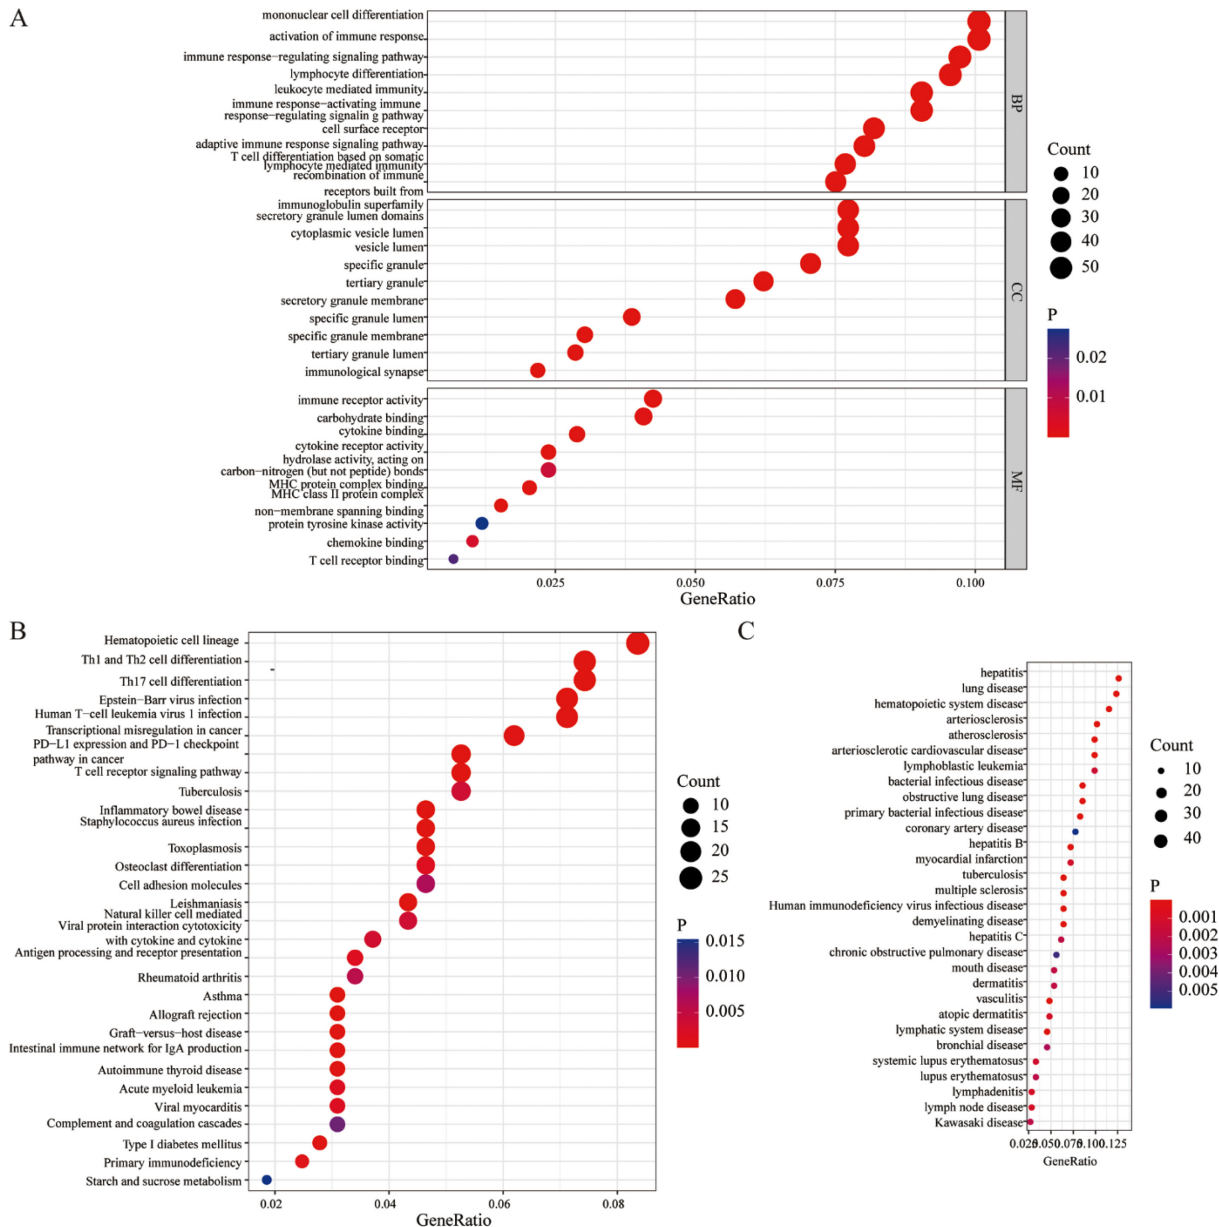 A
mononuclear cell differentiation
activation of immune response
immune response−regulating signaling pathway
lymphocyte differentiation
leukocyte mediated immunity
immune response−activating immune
response−regulating signalin g pathway
cell surface receptor
adaptive immune response signaling pathway
T cell differentiation based on somatic
lymphocyte mediated immunity
recombination of immune
receptors built from
immunoglobulin superfamily
secretory granule lumen domains
cytoplasmic vesicle lumen
vesicle lumen
specific granule
tertiary granule
secretory granule membrane
specific granule lumen
specific granule membrane
tertiary granule lumen
immunological synapse
immune receptor activity
carbohydrate binding
cytokine binding
cytokine receptor activity
hydrolase activity, acting on
carbon−nitrogen (but not peptide) bonds
MHC protein complex binding
MHC class II protein complex
non-membrane spanning binding
protein tyrosine kinase activity
chemokine binding
T cell receptor binding
BP
CC
MF
0.025 0.050 0.075 0.100
GeneRatio
Count
10
20
30
40
50
P
0.02
0.01
B
Hematopoietic cell lineage
Th1 and Th2 cell differentiation
Th17 cell differentiation
Epstein−Barr virus infection
Human T−cell leukemia virus 1 infection
Transcriptional misregulation in cancer
PD−L1 expression and PD−1 checkpoint
pathway in cancer
T cell receptor signaling pathway
Tuberculosis
Inflammatory bowel disease
Staphylococcus aureus infection
Toxoplasmosis
Osteoclast differentiation
Cell adhesion molecules
Leishmaniasis
Natural killer cell mediated
Viral protein interaction cytotoxicity
with cytokine and cytokine
Antigen processing and receptor presentation
Rheumatoid arthritis
Asthma
Allograft rejection
Graft−versus−host disease
Intestinal immune network for IgA production
Autoimmune thyroid disease
Acute myeloid leukemia
Viral myocarditis
Complement and coagulation cascades
Type I diabetes mellitus
Primary immunodeficiency
Starch and sucrose metabolism
0.02 0.04 0.06 0.08
GeneRatio
Count
10
15
20
25
P
0.015
0.010
0.005
C
hepatitis
lung disease
hematopoietic system disease
arteriosclerosis
atherosclerosis
arteriosclerotic cardiovascular disease
lymphoblastic leukemia
bacterial infectious disease
obstructive lung disease
primary bacterial infectious disease
coronary artery disease
hepatitis B
myocardial infarction
tuberculosis
multiple sclerosis
Human immunodeficiency virus infectious disease
demyelinating disease
hepatitis C
chronic obstructive pulmonary disease
mouth disease
dermatitis
vasculitis
atopic dermatitis
lymphatic system disease
bronchial disease
systemic lupus erythematosus
lupus erythematosus
lymphadenitis
lymph node disease
Kawasaki disease
0.025 0.050 0.075 0.100 0.125
GeneRatio
Count
10
20
30
40
P
0.001
0.002
0.003
0.004
0.005